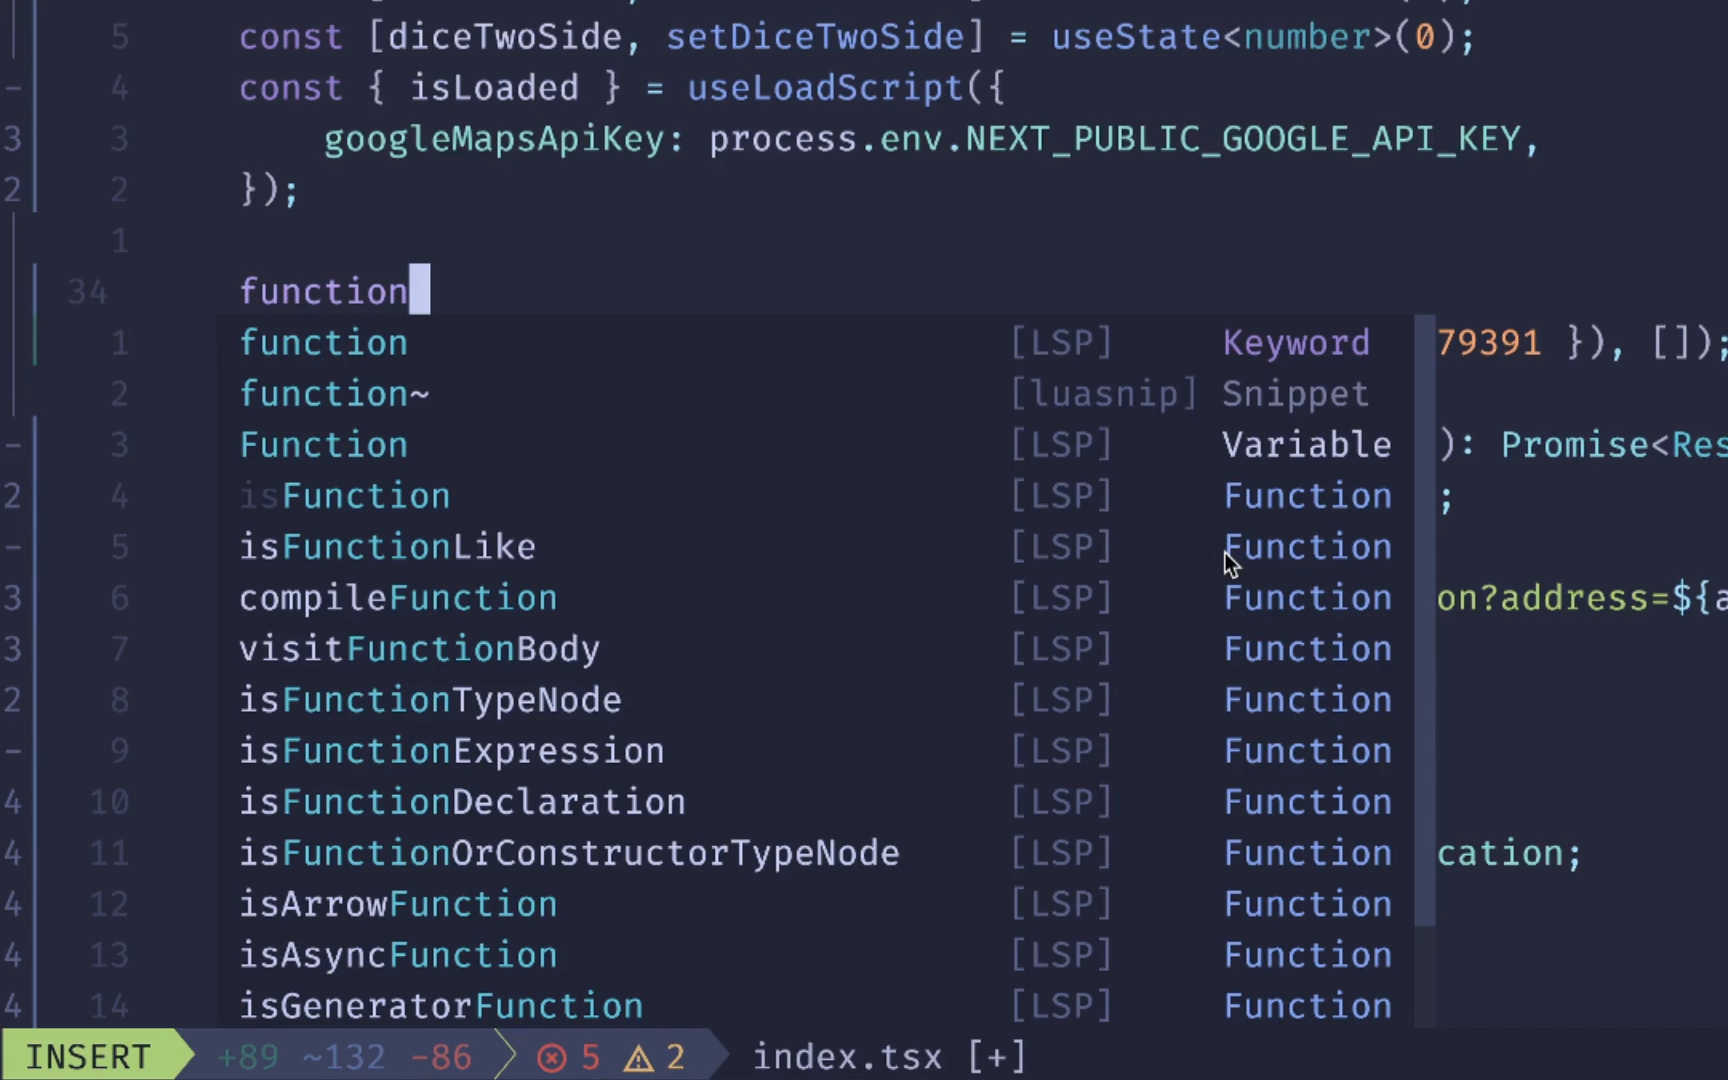 5 const [diceTwoSide, setDiceTwoSide] = useState<number>(0);
- 4 const { isLoaded } = useLoadScript({
3 3 googleMapsApiKey: process.env.NEXT_PUBLIC_GOOGLE_API_KEY,
2 2 });
1
34 function
1 function [LSP] Keyword 79391 }), []);
2 function~ [luasnip] Snippet
- 3 Function [LSP] Variable ): Promise<Res
2 4 isFunction [LSP] Function ;
- 5 isFunctionLike [LSP] Function
3 6 compileFunction [LSP] Function on?address=${a
3 7 visitFunctionBody [LSP] Function
2 8 isFunctionTypeNode [LSP] Function
- 9 isFunctionExpression [LSP] Function
4 10 isFunctionDeclaration [LSP] Function
4 11 isFunctionOrConstructorTypeNode [LSP] Function cation;
4 12 isArrowFunction [LSP] Function
4 13 isAsyncFunction [LSP] Function
4 14 isGeneratorFunction [LSP] Function
INSERT +89 ~132 -86 5 2 index.tsx [+]